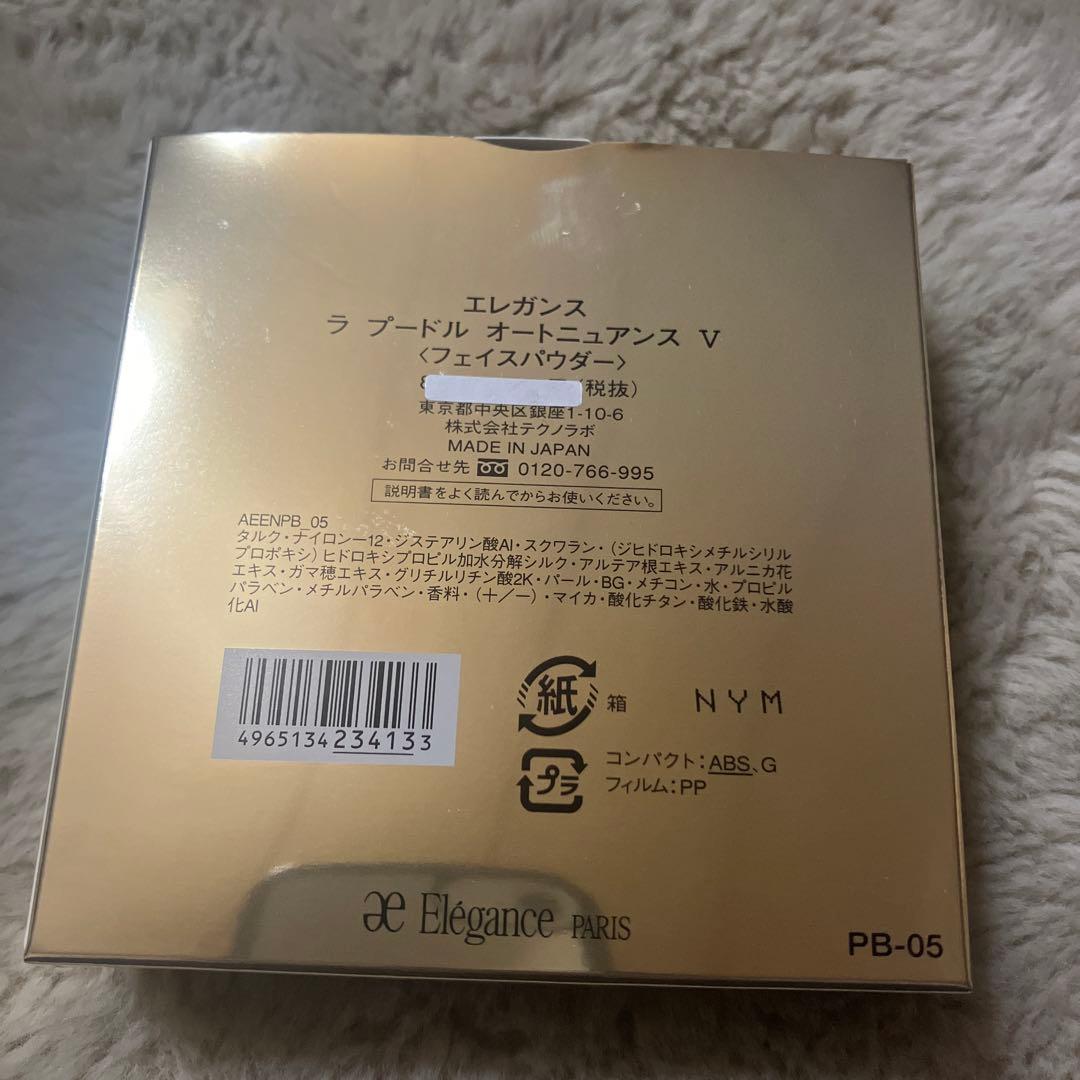 エレガンス
ラ プードル オートニュアンス V
〈フェイスパウダー〉
(税抜)
東京都中央区銀座1-10-6
株式会社テクノラボ
MADE IN JAPAN
お問合せ先 0120-766-995
説明書をよく読んでからお使いください。
AEENPB_05
タルク・ナイロン-12・ジステアリン酸Al・スクワラン・(ジヒドロキシメチルシリル
プロポキシ)ヒドロキシプロピル加水分解シルク・アルテア根エキス・アルニカ花
エキス・ガマ穂エキス・グリチルリチン酸2K・パール・BG・メチコン・水・プロピル
パラベン・メチルパラベン・香料・(+/-)・マイカ・酸化チタン・酸化鉄・水酸
化Al
4965134234133
紙 箱 NYM
プラ コンパクト:ABS、G
フィルム:PP
æ Elégance PARIS
PB-05